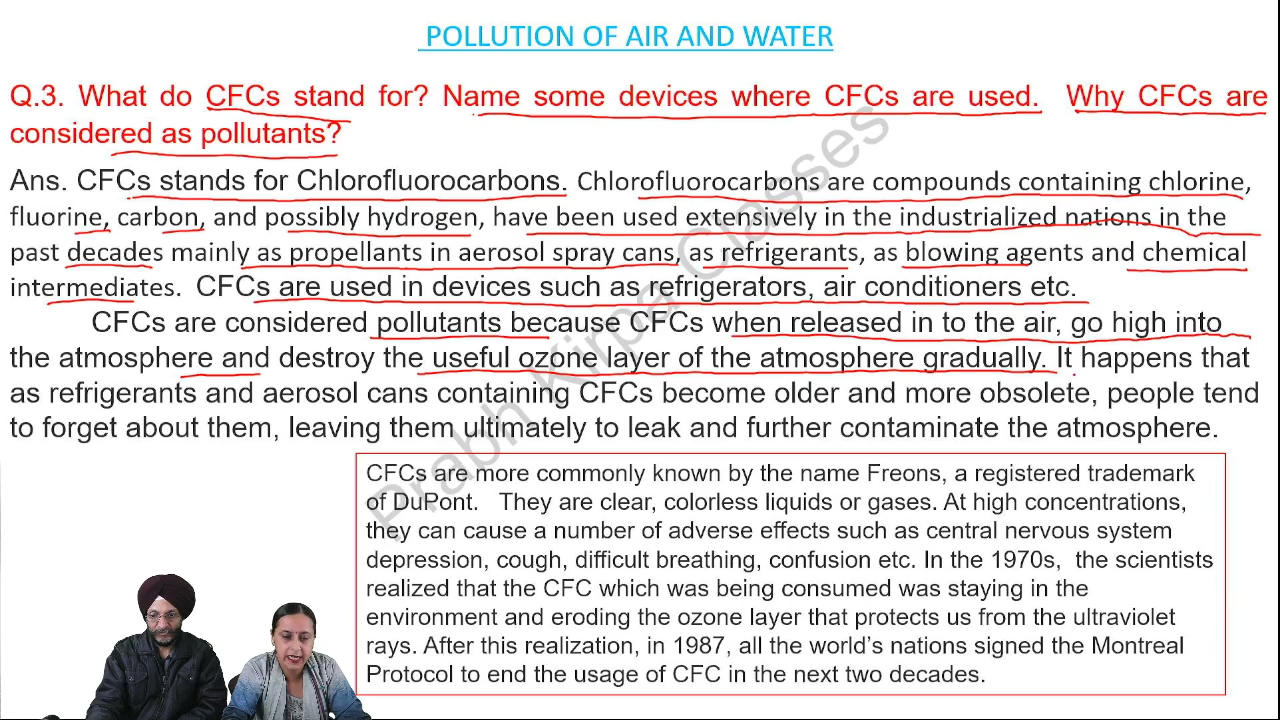 POLLUTION OF AIR AND WATER
Q.3. What do CFCs stand for? Name some devices where CFCs are used. Why CFCs are
considered as pollutants?
Ans. CFCs stands for Chlorofluorocarbons. Chlorofluorocarbons are compounds containing chlorine,
fluorine, carbon, and possibly hydrogen, have been used extensively in the industrialized nations in the
past decades mainly as propellants in aerosol spray cans, as refrigerants, as blowing agents and chemical
intermediates. CFCs are used in devices such as refrigerators, air conditioners etc.
CFCs are considered pollutants because CFCs when released in to the air, go high into
the atmosphere and destroy the useful ozone layer of the atmosphere gradually. It happens that
as refrigerants and aerosol cans containing CFCs become older and more obsolete, people tend
to forget about them, leaving them ultimately to leak and further contaminate the atmosphere.
CFCs are more commonly known by the name Freons, a registered trademark
of DuPont. They are clear, colorless liquids or gases. At high concentrations,
they can cause a number of adverse effects such as central nervous system
depression, cough, difficult breathing, confusion etc. In the 1970s, the scientists
realized that the CFC which was being consumed was staying in the
environment and eroding the ozone layer that protects us from the ultraviolet
rays. After this realization, in 1987, all the world's nations signed the Montreal
Protocol to end the usage of CFC in the next two decades.
Prabh Kirpa Classes